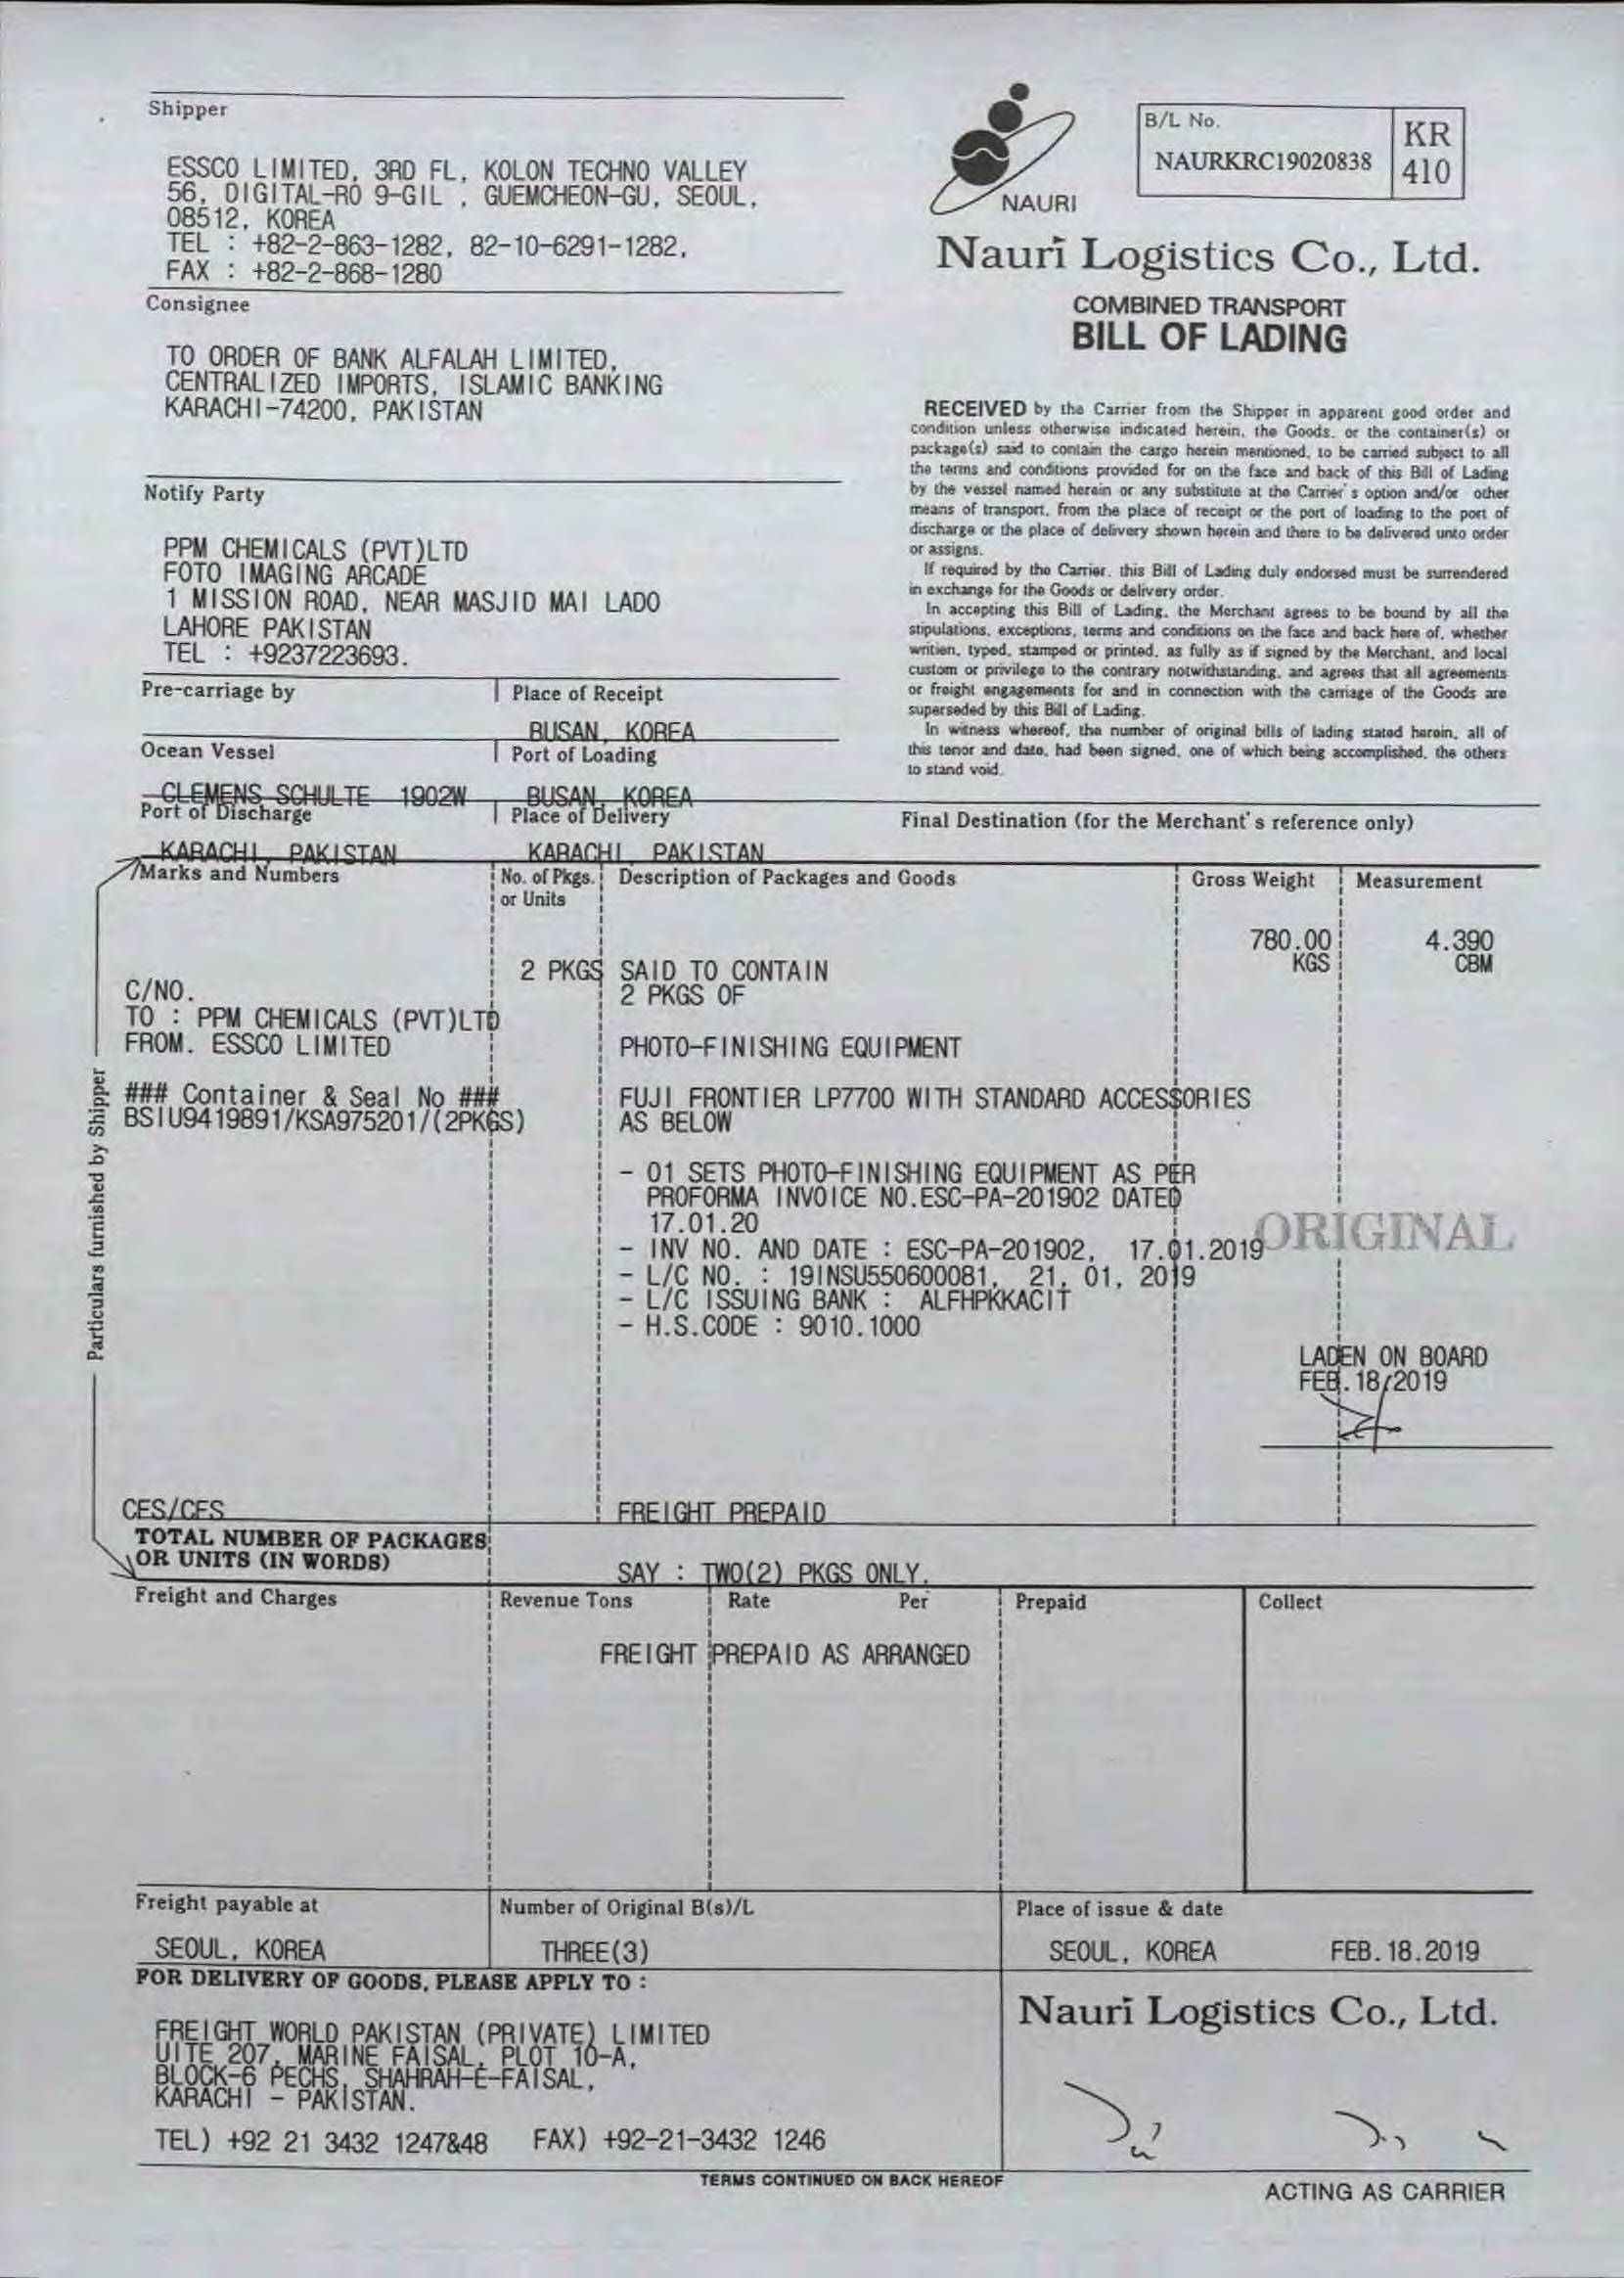 Shipper
ESSCO LIMITED, 3RD FL, KOLON TECHNO VALLEY
56, DIGITAL-RO 9-GIL , GUEMCHEON-GU, SEOUL,
08512, KOREA
TEL : +82-2-863-1282, 82-10-6291-1282,
FAX : +82-2-868-1280
NAURI
B/L No.
NAURKRC19020838
KR
410
Nauri Logistics Co., Ltd.
COMBINED TRANSPORT
BILL OF LADING
Consignee
TO ORDER OF BANK ALFALAH LIMITED,
CENTRALIZED IMPORTS, ISLAMIC BANKING
KARACHI-74200, PAKISTAN
RECEIVED by the Carrier from the Shipper in apparent good order and
condition unless otherwise indicated herein, the Goods, or the container(s) or
package(s) said to contain the cargo herein mentioned, to be carried subject to all
the terms and conditions provided for on the face and back of this Bill of Lading
by the vessel named herein or any substitute at the Carrier's option and/or other
means of transport, from the place of receipt or the port of loading to the port of
discharge or the place of delivery shown herein and there to be delivered unto order
or assigns.
If required by the Carrier, this Bill of Lading duly endorsed must be surrendered
in exchange for the Goods or delivery order.
In accepting this Bill of Lading, the Merchant agrees to be bound by all the
stipulations, exceptions, terms and conditions on the face and back here of, whether
written, typed, stamped or printed, as fully as if signed by the Merchant, and local
custom or privilege to the contrary notwithstanding, and agrees that all agreements
or freight engagements for and in connection with the carriage of the Goods are
superseded by this Bill of Lading.
In witness whereof, the number of original bills of lading stated herein, all of
this tenor and date, had been signed, one of which being accomplished, the others
to stand void.
Notify Party
PPM CHEMICALS (PVT)LTD
FOTO IMAGING ARCADE
1 MISSION ROAD, NEAR MASJID MAI LADO
LAHORE PAKISTAN
TEL : +9237223693.
Pre-carriage by
Place of Receipt
BUSAN, KOREA
Ocean Vessel
Port of Loading
CLEMENS SCHULTE 1902W
BUSAN, KOREA
Port of Discharge
Place of Delivery
Final Destination (for the Merchant's reference only)
KARACHI, PAKISTAN
KARACHI, PAKISTAN
Marks and Numbers
No. of Pkgs.
or Units
Description of Packages and Goods
Gross Weight
Measurement
780.00
KGS
4.390
CBM
2 PKGS
SAID TO CONTAIN
2 PKGS OF
C/NO.
TO : PPM CHEMICALS (PVT)LTD
FROM. ESSCO LIMITED
PHOTO-FINISHING EQUIPMENT
### Container & Seal No ###
BSIU9419891/KSA975201/(2PKGS)
FUJI FRONTIER LP7700 WITH STANDARD ACCESSORIES
AS BELOW
- 01 SETS PHOTO-FINISHING EQUIPMENT AS PER
PROFORMA INVOICE NO.ESC-PA-201902 DATED
17.01.20
- INV NO. AND DATE : ESC-PA-201902, 17.01.2019
- L/C NO. : 19INSU550600081, 21, 01, 2019
- L/C ISSUING BANK : ALFHPKKACIT
- H.S.CODE : 9010.1000
ORIGINAL
LADEN ON BOARD
FEB.18,2019
Particulars furnished by Shipper
CFS/CFS
FREIGHT PREPAID
TOTAL NUMBER OF PACKAGES
OR UNITS (IN WORDS)
SAY : TWO(2) PKGS ONLY.
Freight and Charges
Revenue Tons
Rate
Per
Prepaid
Collect
FREIGHT PREPAID AS ARRANGED
Freight payable at
Number of Original B(s)/L
Place of issue & date
SEOUL, KOREA
THREE(3)
SEOUL, KOREA FEB.18.2019
FOR DELIVERY OF GOODS, PLEASE APPLY TO :
FREIGHT WORLD PAKISTAN (PRIVATE) LIMITED
UITE 207, MARINE FAISAL, PLOT 10-A,
BLOCK-6 PECHS, SHAHRAH-E-FAISAL,
KARACHI - PAKISTAN.
TEL) +92 21 3432 1247&48 FAX) +92-21-3432 1246
Nauri Logistics Co., Ltd.
TERMS CONTINUED ON BACK HEREOF
ACTING AS CARRIER